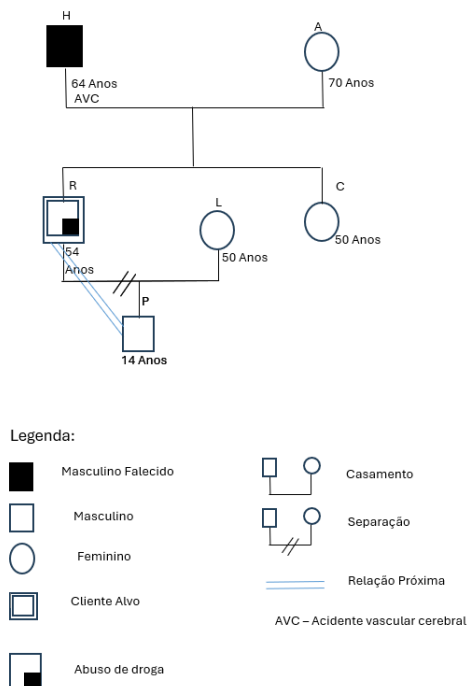 H
A
64 Anos
AVC
70 Anos
R
L
C
54
Anos
50 Anos
50 Anos
P
14 Anos
Legenda:
Masculino Falecido
Masculino
Feminino
Cliente Alvo
Abuso de droga
Casamento
Separação
Relação Próxima
AVC – Acidente vascular cerebral